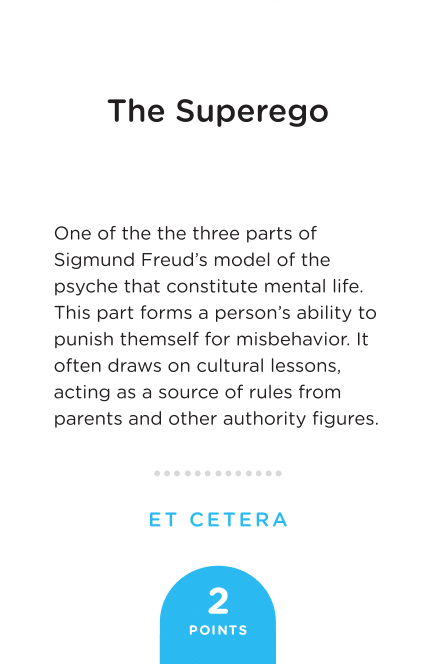 The Superego
One of the the three parts of
Sigmund Freud’s model of the
psyche that constitute mental life.
This part forms a person’s ability to
punish themself for misbehavior. It
often draws on cultural lessons,
acting as a source of rules from
parents and other authority figures.
ET CETERA
2
POINTS